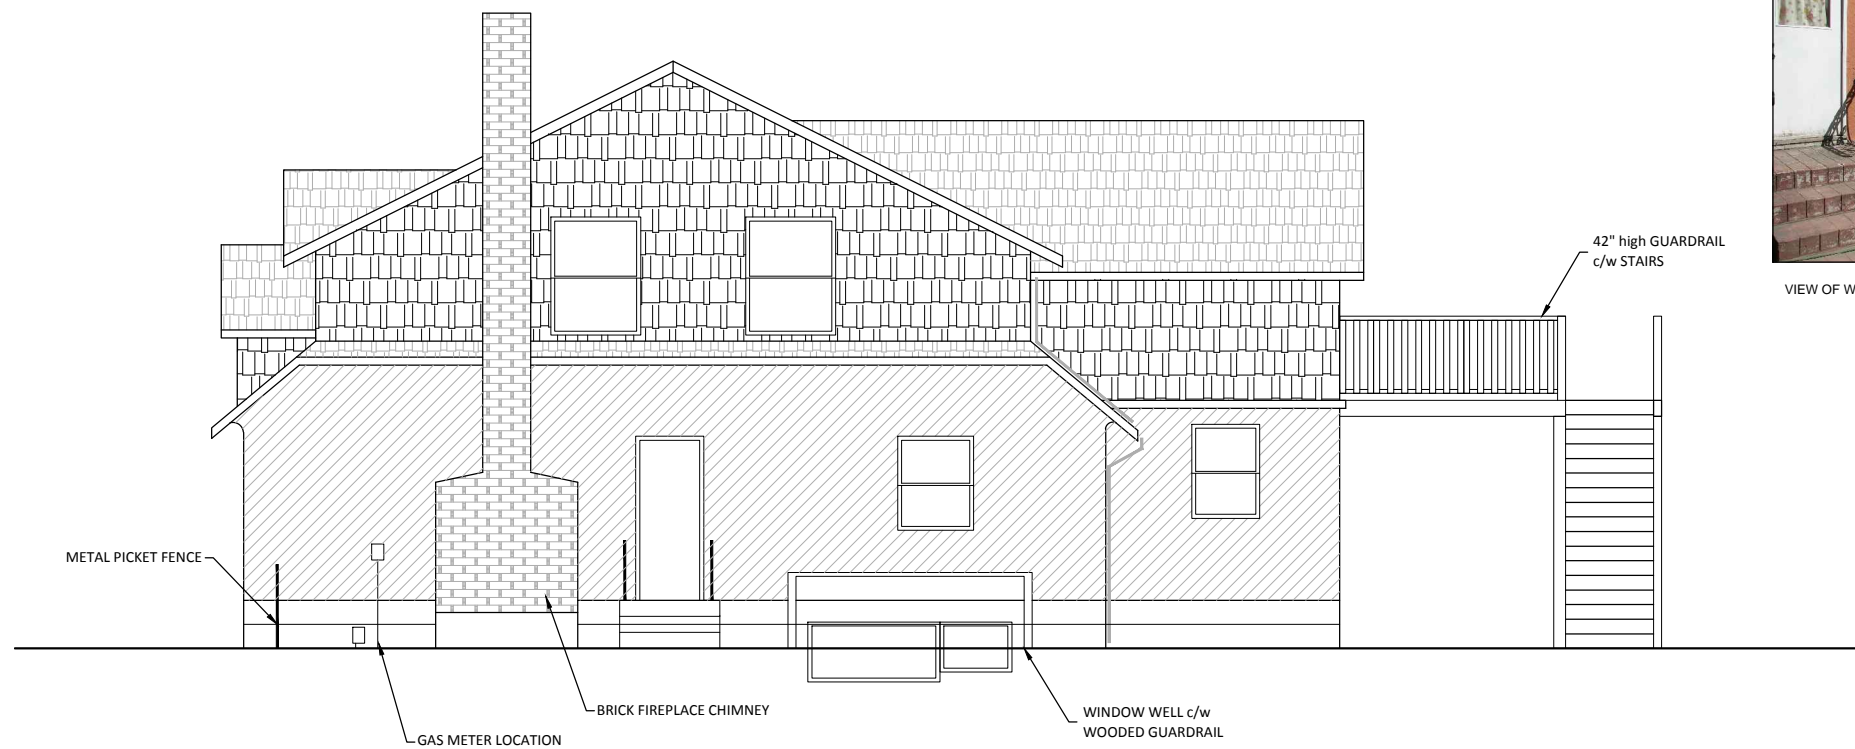 42" high GUARDRAIL
c/w STAIRS
VIEW OF W
METAL PICKET FENCE
BRICK FIREPLACE CHIMNEY
GAS METER LOCATION
WINDOW WELL c/w
WOODED GUARDRAIL